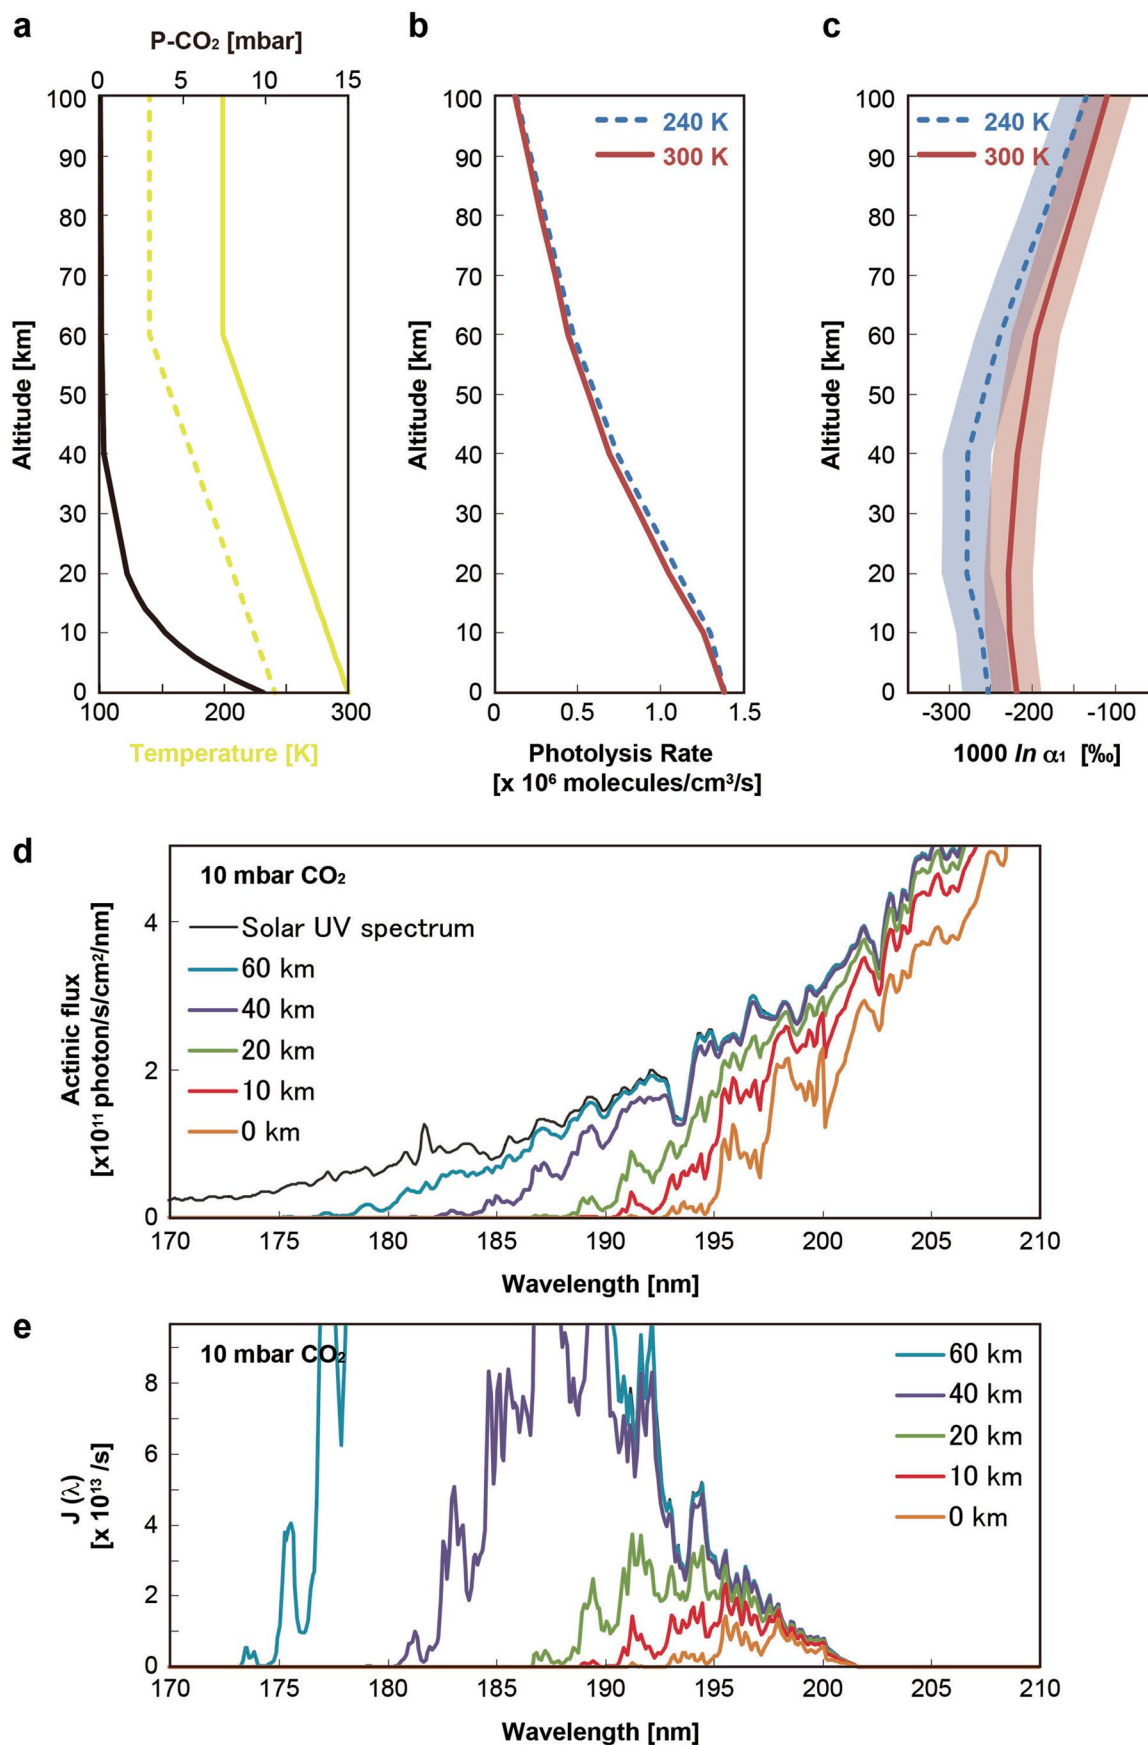 a
P-CO₂ [mbar]
0 5 10 15
100
90
80
70
60
50
40
30
20
10
0
Altitude [km]
100 200 300
Temperature [K]
b
100
90
80
70
60
50
40
30
20
10
0
Altitude [km]
240 K
300 K
0 0.5 1.0 1.5
Photolysis Rate
[x 10⁶ molecules/cm³/s]
c
100
90
80
70
60
50
40
30
20
10
0
Altitude [km]
240 K
300 K
-300 -200 -100
1000 ln α₁ [‰]
d
10 mbar CO₂
Solar UV spectrum
60 km
40 km
20 km
10 km
0 km
Actinic flux
[x10¹¹ photon/s/cm²/nm]
4
2
0
170 175 180 185 190 195 200 205 210
Wavelength [nm]
e
10 mbar CO₂
60 km
40 km
20 km
10 km
0 km
J (λ)
[x 10¹³ /s]
8
6
4
2
0
170 175 180 185 190 195 200 205 210
Wavelength [nm]